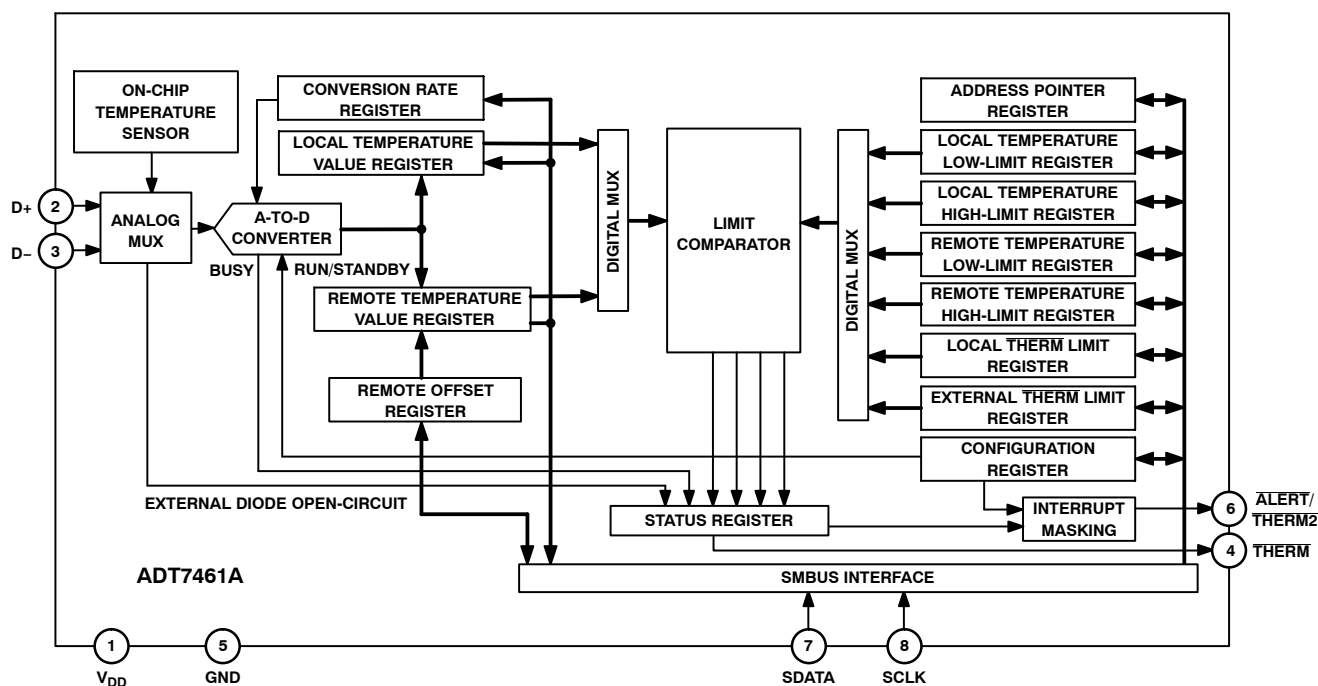 ON-CHIP
TEMPERATURE
SENSOR
CONVERSION RATE
REGISTER
LOCAL TEMPERATURE
VALUE REGISTER
D+
2
D–
3
ANALOG
MUX
A-TO-D
CONVERTER
BUSY
RUN/STANDBY
REMOTE TEMPERATURE
VALUE REGISTER
REMOTE OFFSET
REGISTER
DIGITAL MUX
LIMIT
COMPARATOR
DIGITAL MUX
ADDRESS POINTER
REGISTER
LOCAL TEMPERATURE
LOW-LIMIT REGISTER
LOCAL TEMPERATURE
HIGH-LIMIT REGISTER
REMOTE TEMPERATURE
LOW-LIMIT REGISTER
REMOTE TEMPERATURE
HIGH-LIMIT REGISTER
LOCAL THERM LIMIT
REGISTER
EXTERNAL THERM LIMIT
REGISTER
CONFIGURATION
REGISTER
EXTERNAL DIODE OPEN-CIRCUIT
STATUS REGISTER
INTERRUPT
MASKING
6
ALERT/
THERM2
4
THERM
ADT7461A
SMBUS INTERFACE
1
VDD
5
GND
7
SDATA
8
SCLK